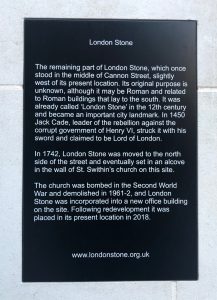 London Stone
The remaining part of London Stone, which once
stood in the middle of Cannon Street, slightly
west of its present location. Its original purpose is
unknown, although it may be Roman and related
to Roman buildings that lay to the south. It was
already called 'London Stone' in the 12th century
and became an important city landmark. In 1450
Jack Cade, leader of the rebellion against the
corrupt government of Henry VI, struck it with his
sword and claimed to be Lord of London.
In 1742, London Stone was moved to the north
side of the street and eventually set in an alcove
in the wall of St. Swithin's church on this site.
The church was bombed in the Second World
War and demolished in 1961-2, and London
Stone was incorporated into a new office building
on the site. Following redevelopment it was
placed in its present location in 2018.
www.londonstone.org.uk